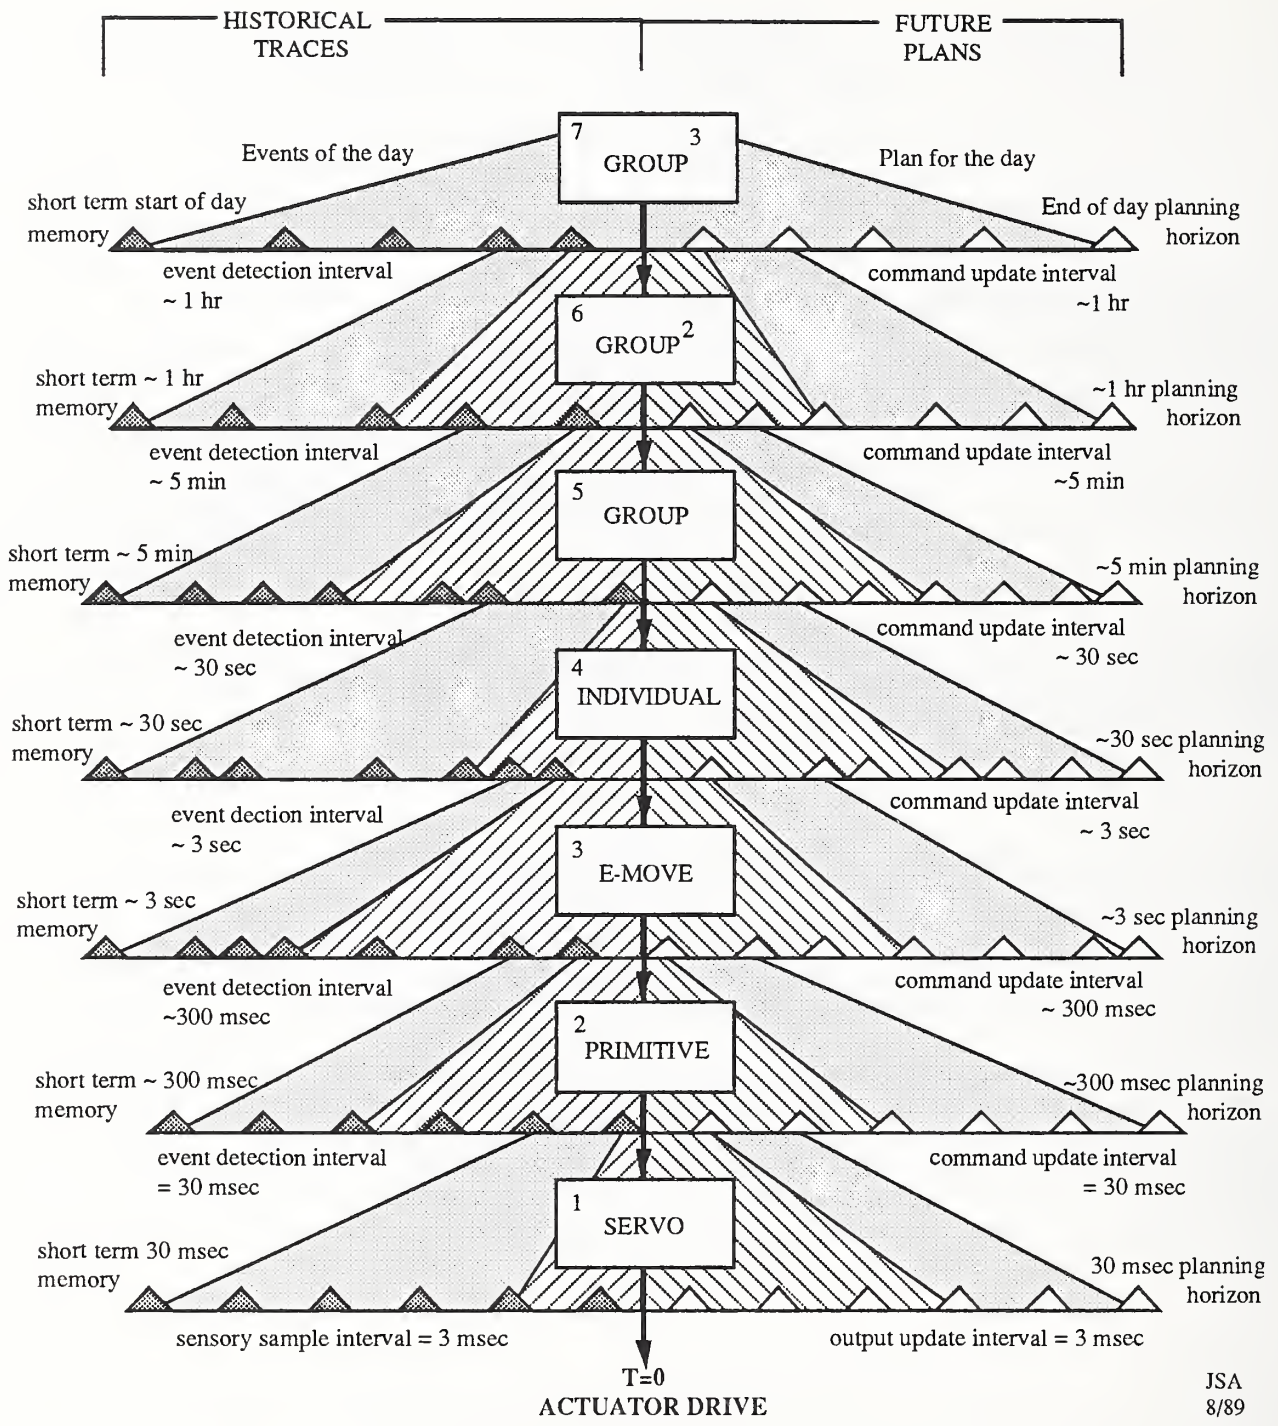 HISTORICAL
TRACES
FUTURE
PLANS
7
GROUP 3
Events of the day
Plan for the day
short term start of day
memory
End of day planning
horizon
event detection interval
~ 1 hr
command update interval
~1 hr
6
GROUP 2
short term ~ 1 hr
memory
~1 hr planning
horizon
event detection interval
~ 5 min
command update interval
~5 min
5
GROUP
short term ~ 5 min
memory
~5 min planning
horizon
event detection interval
~ 30 sec
command update interval
~ 30 sec
4
INDIVIDUAL
short term ~ 30 sec
memory
~30 sec planning
horizon
event dection interval
~ 3 sec
command update interval
~ 3 sec
3
E-MOVE
short term ~ 3 sec
memory
~3 sec planning
horizon
event detection interval
~300 msec
command update interval
~ 300 msec
2
PRIMITIVE
short term ~ 300 msec
memory
~300 msec planning
horizon
event detection interval
= 30 msec
command update interval
= 30 msec
1
SERVO
short term 30 msec
memory
30 msec planning
horizon
sensory sample interval = 3 msec
output update interval = 3 msec
T=0
ACTUATOR DRIVE
JSA
8/89